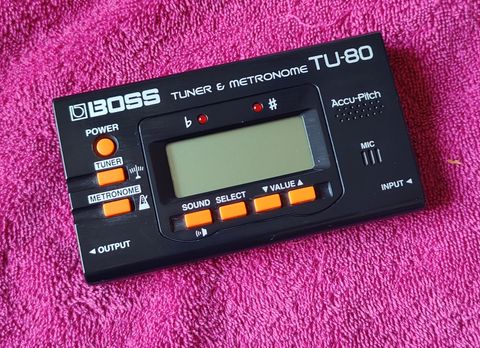 BOSS TUNER & METRONOME TU-80
♭ ♯
Accu-Pitch
POWER
TUNER
MIC
METRONOME
SOUND SELECT ▼ VALUE ▲
INPUT ◄
◄ OUTPUT